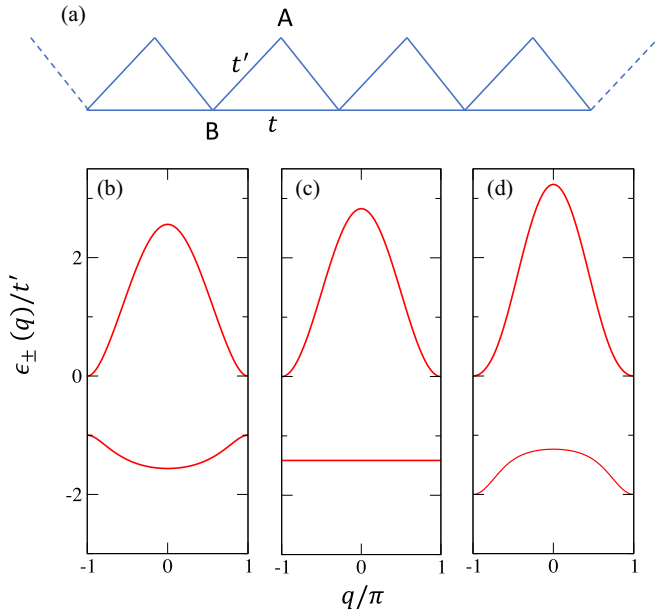 (a)
A
t′
B
t
(b) (c) (d)
ϵ± (q)/t′
2
0
-2
-1 0 1 -1 0 1 -1 0 1
q/π